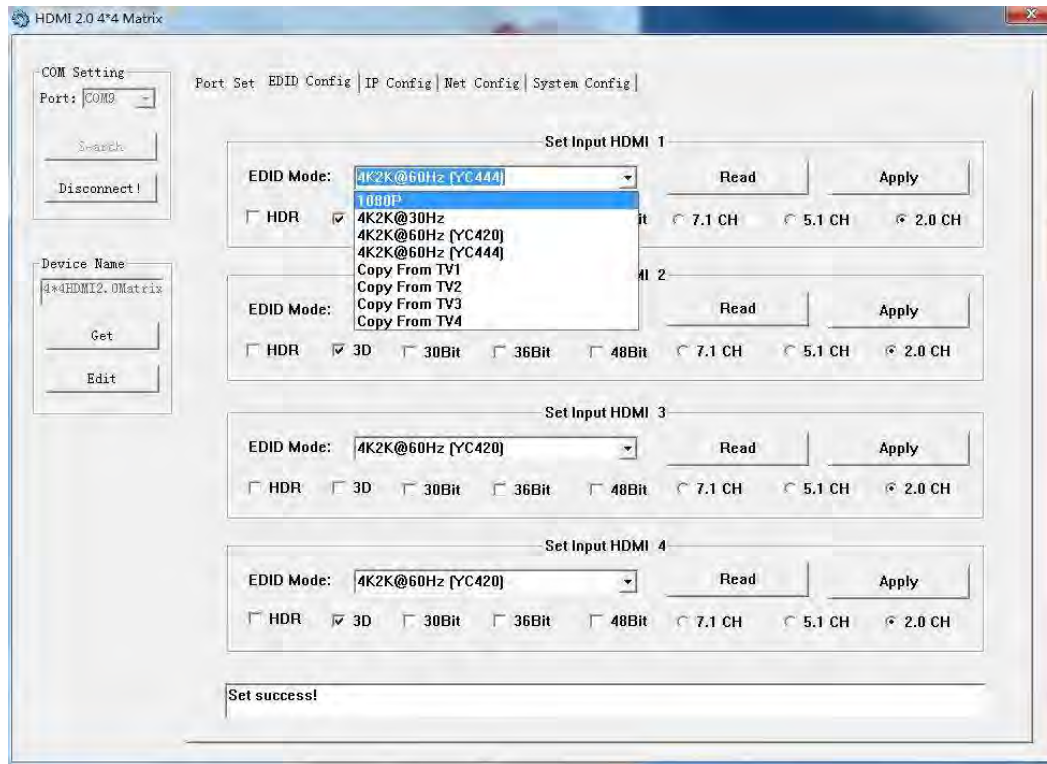 HDMI 2.0 4*4 Matrix
COM Setting
Port: COM9
Search
Disconnect!
Device Name
4*4HDMI2.0Matrix
Get
Edit
Port Set EDID Config IP Config Net Config System Config
Set Input HDMI 1
EDID Mode: 4K2K@60Hz (YC444) Read Apply
1080P
4K2K@30Hz
4K2K@60Hz (YC420)
4K2K@60Hz (YC444)
Copy From TV1
Copy From TV2
Copy From TV3
Copy From TV4
HDR it 7.1 CH 5.1 CH 2.0 CH
MI 2
EDID Mode: Read Apply
HDR 3D 30Bit 36Bit 48Bit 7.1 CH 5.1 CH 2.0 CH
Set Input HDMI 3
EDID Mode: 4K2K@60Hz (YC420) Read Apply
HDR 3D 30Bit 36Bit 48Bit 7.1 CH 5.1 CH 2.0 CH
Set Input HDMI 4
EDID Mode: 4K2K@60Hz (YC420) Read Apply
HDR 3D 30Bit 36Bit 48Bit 7.1 CH 5.1 CH 2.0 CH
Set success!